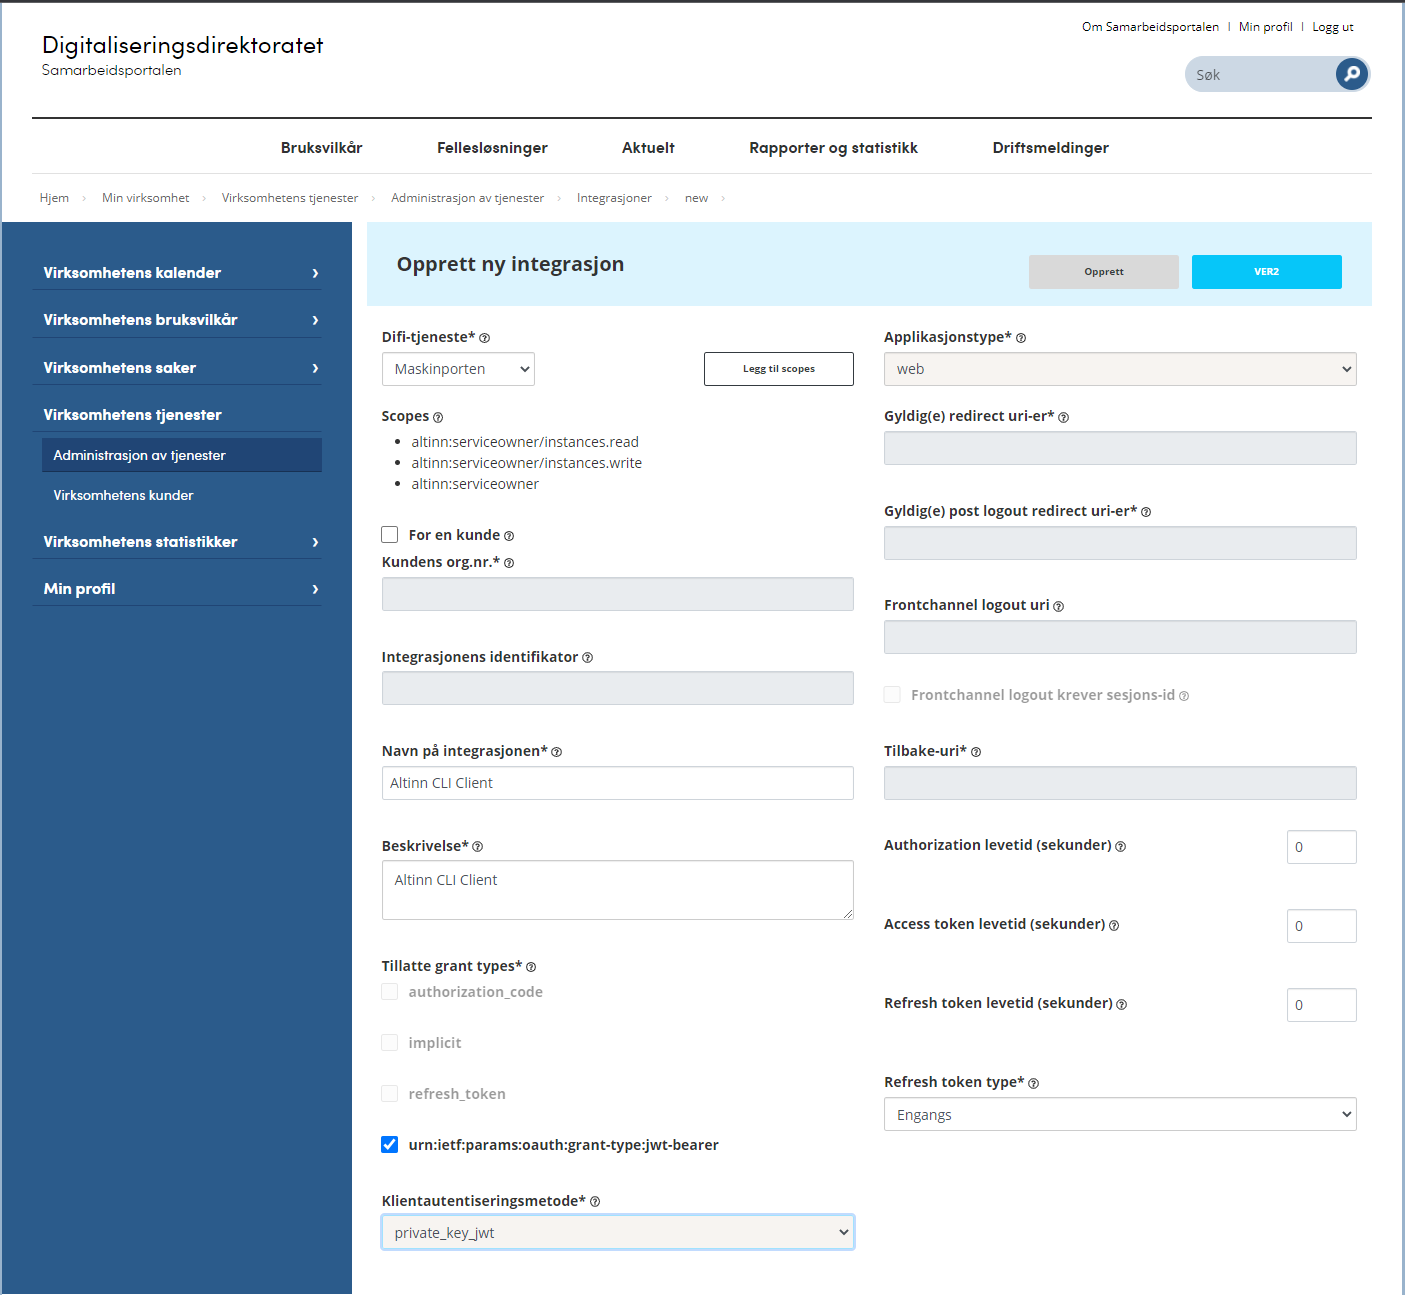 Om Samarbeidsportalen | Min profil | Logg ut
Digitaliseringsdirektoratet
Samarbeidsportalen
Søk
Bruksvilkår Fellesløsninger Aktuelt Rapporter og statistikk Driftsmeldinger
Hjem › Min virksomhet › Virksomhetens tjenester › Administrasjon av tjenester › Integrasjoner › new ›
Virksomhetens kalender
Virksomhetens bruksvilkår
Virksomhetens saker
Virksomhetens tjenester
Administrasjon av tjenester
Virksomhetens kunder
Virksomhetens statistikker
Min profil
Opprett ny integrasjon
Opprett
VER2
Difi-tjeneste*
Maskinporten
Legg til scopes
Scopes
altinn:serviceowner/instances.read
altinn:serviceowner/instances.write
altinn:serviceowner
For en kunde
Kundens org.nr.*
Integrasjonens identifikator
Navn på integrasjonen*
Altinn CLI Client
Beskrivelse*
Altinn CLI Client
Tillatte grant types*
authorization_code
implicit
refresh_token
urn:ietf:params:oauth:grant-type:jwt-bearer
Klientautentiseringsmetode*
private_key_jwt
Applikasjonstype*
web
Gyldig(e) redirect uri-er*
Gyldig(e) post logout redirect uri-er*
Frontchannel logout uri
Frontchannel logout krever sesjons-id
Tilbake-uri*
Authorization levetid (sekunder)
0
Access token levetid (sekunder)
0
Refresh token levetid (sekunder)
0
Refresh token type*
Engangs